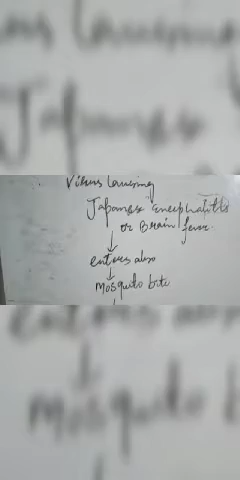 Virus Causing
Japanese encephalitis
or Brain fever.
↓
enters also
↓
Mosquito bite